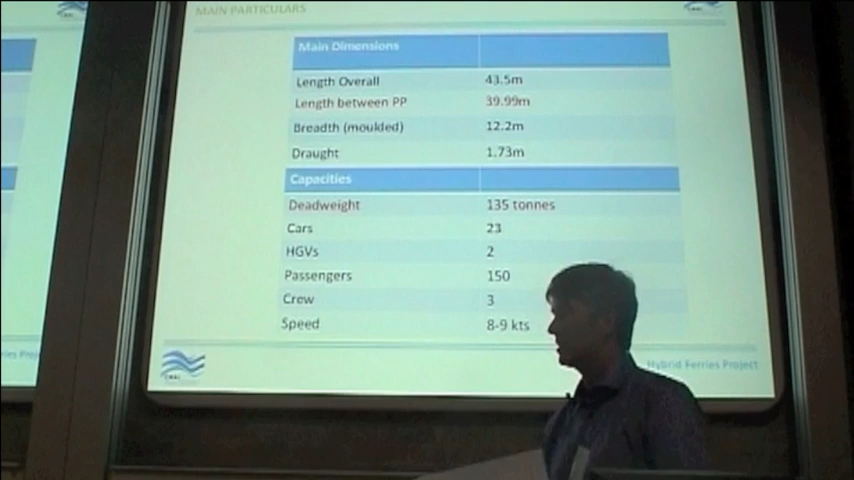 MAIN PARTICULARS
Main Dimensions
Length Overall 43.5m
Length between PP 39.99m
Breadth (moulded) 12.2m
Draught 1.73m
Capacities
Deadweight 135 tonnes
Cars 23
HGVs 2
Passengers 150
Crew 3
Speed 8-9 kts
Hybrid Ferries Project